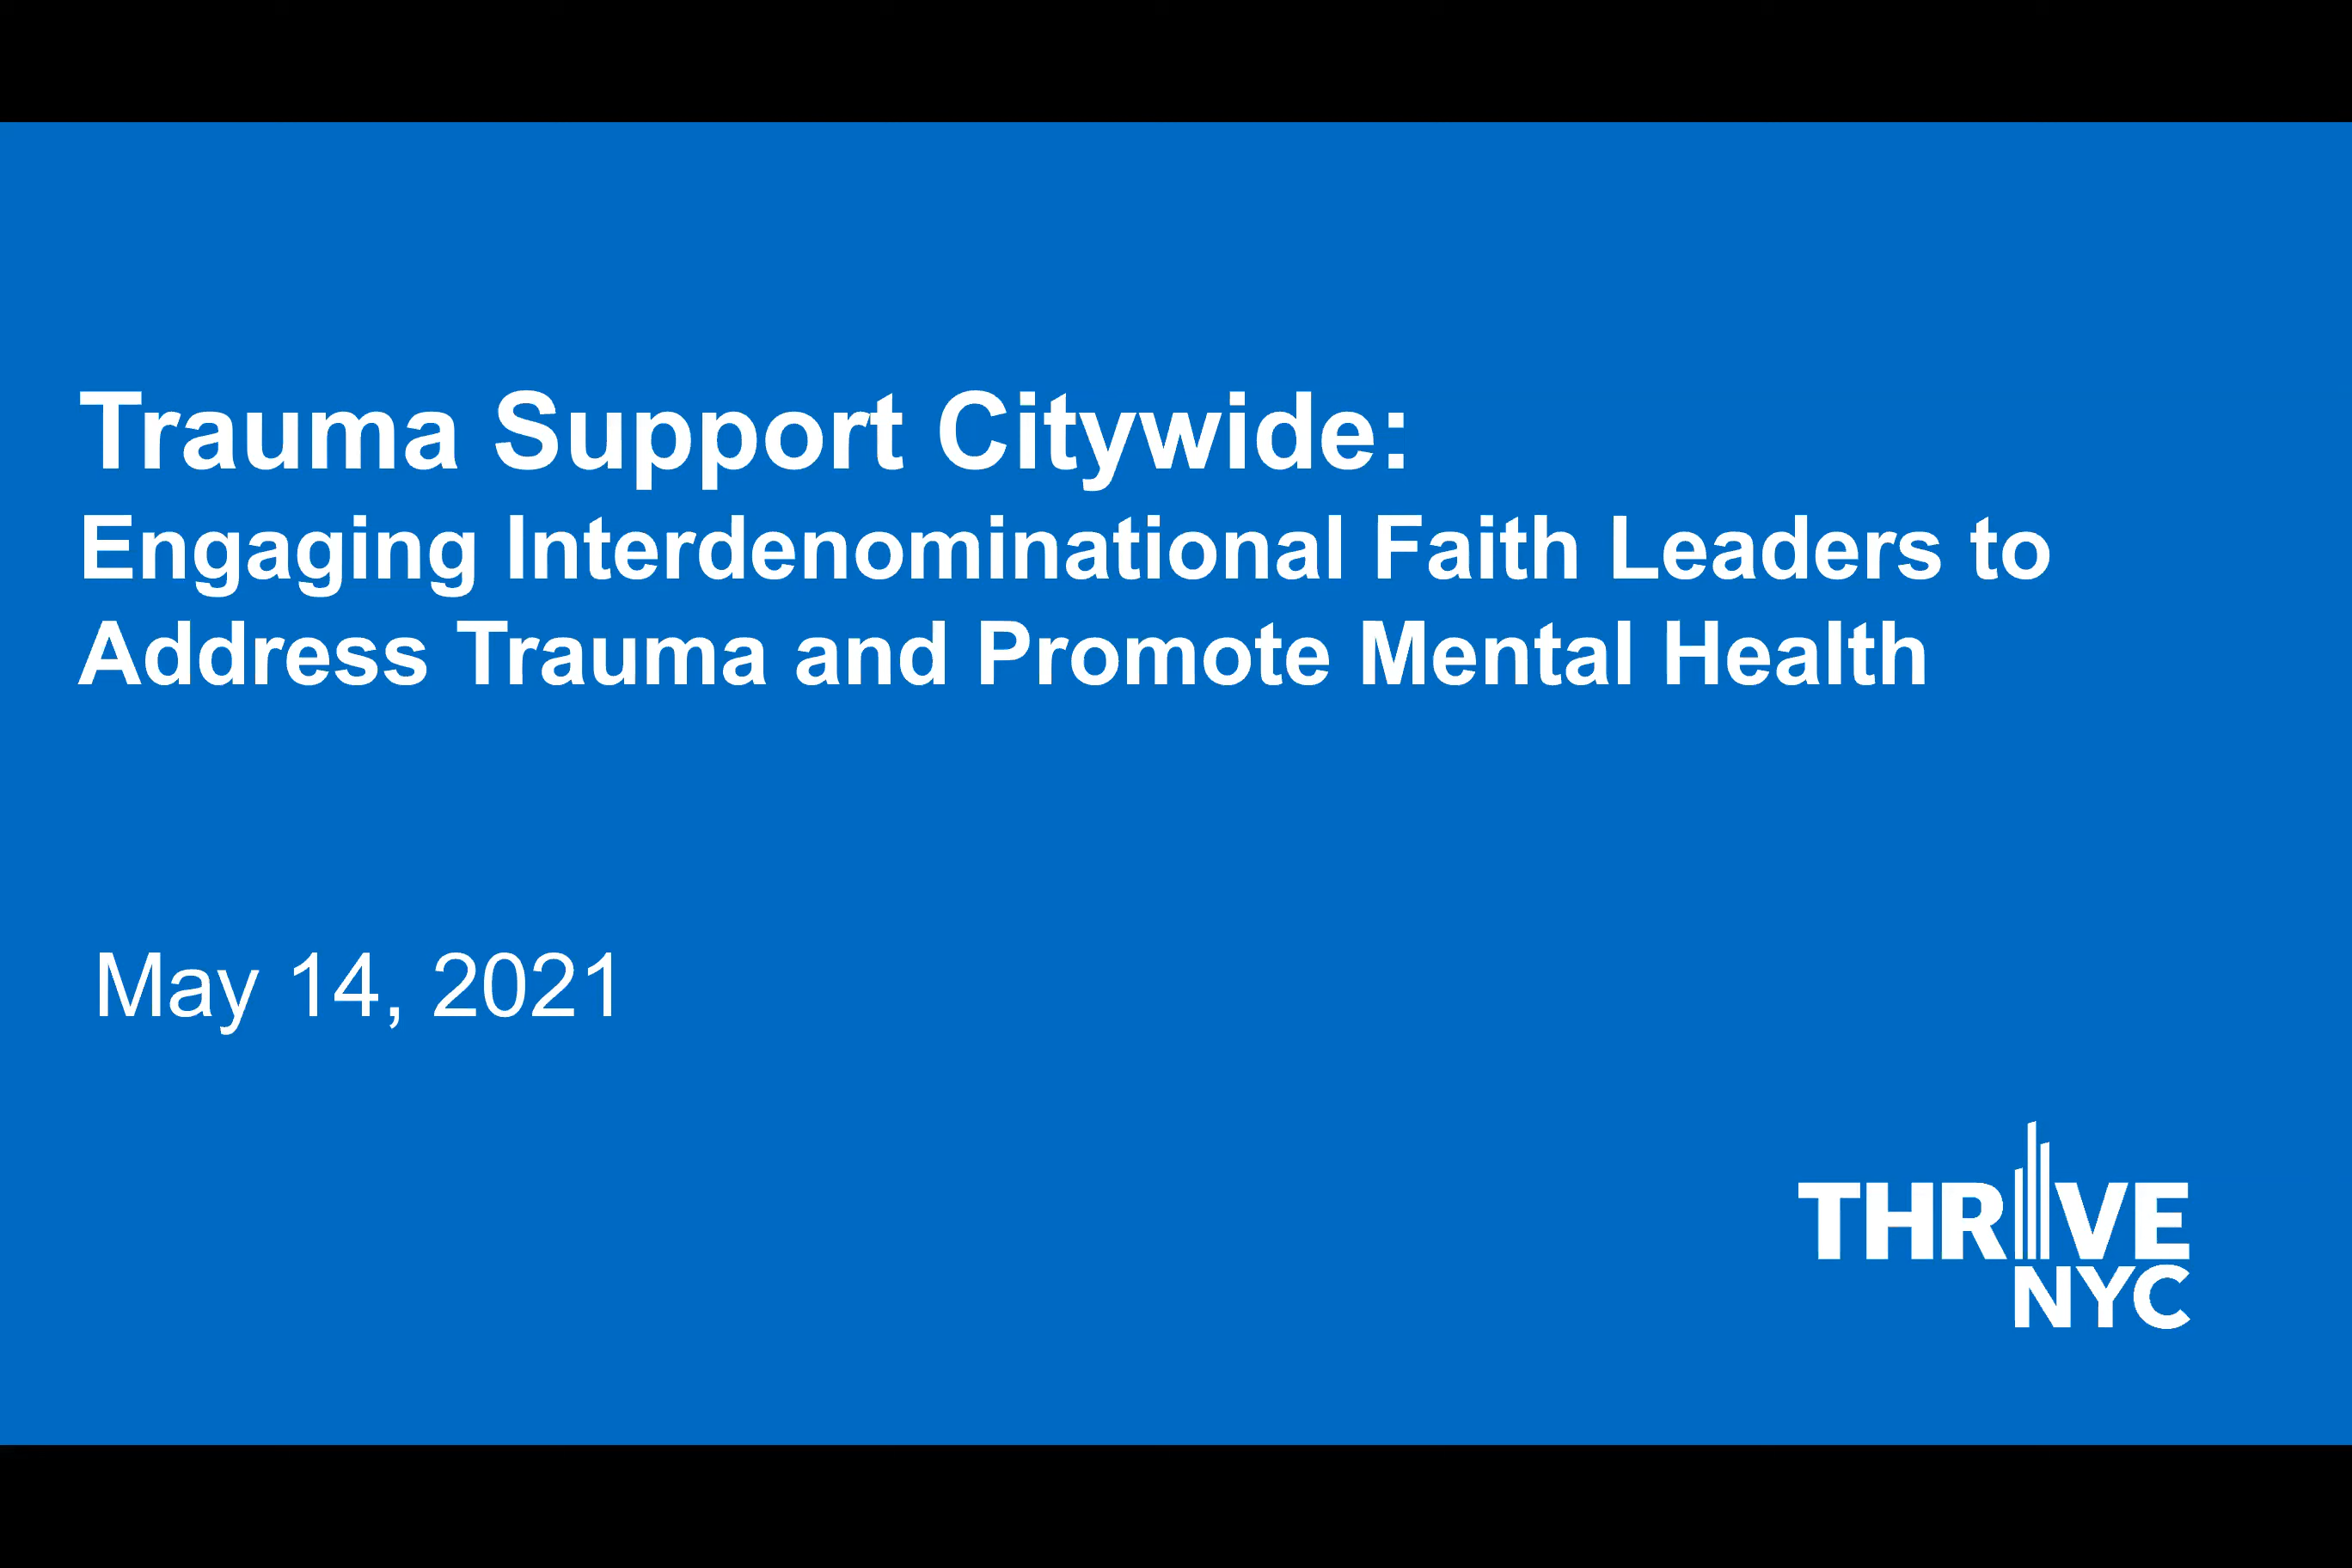 Trauma Support Citywide:
Engaging Interdenominational Faith Leaders to
Address Trauma and Promote Mental Health
May 14, 2021
THRIVE
NYC